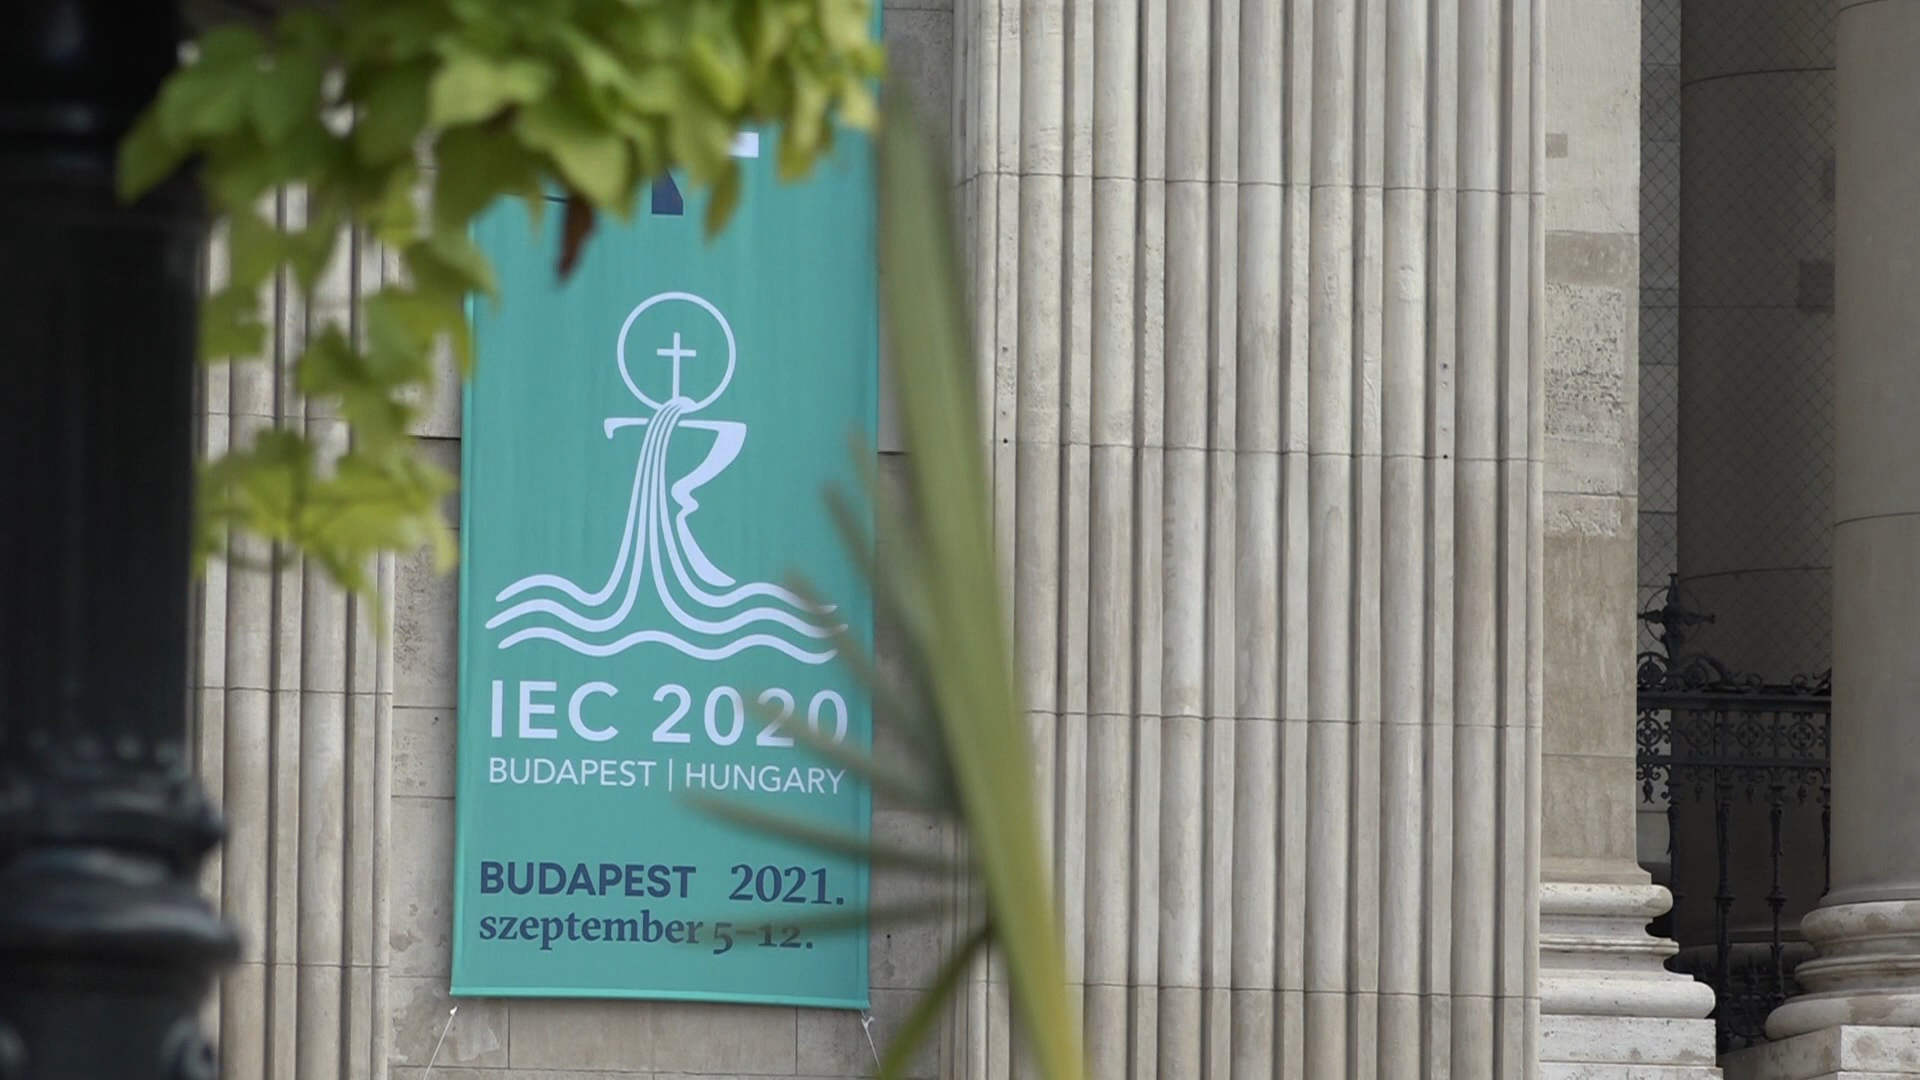 IEC 2020
BUDAPEST | HUNGARY
BUDAPEST 2021.
szeptember 5–12.